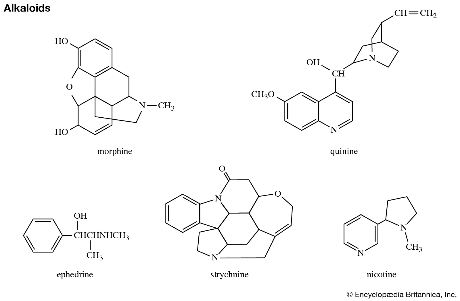 Alkaloids
HO
O
N—CH₃
HO
morphine
CH=CH₂
N
OH
CH
CH₃O
N
quinine
OH
CHCHNHCH₃
CH₃
ephedrine
O
N
O
N
strychnine
N
N
CH₃
nicotine
© Encyclopædia Britannica, Inc.